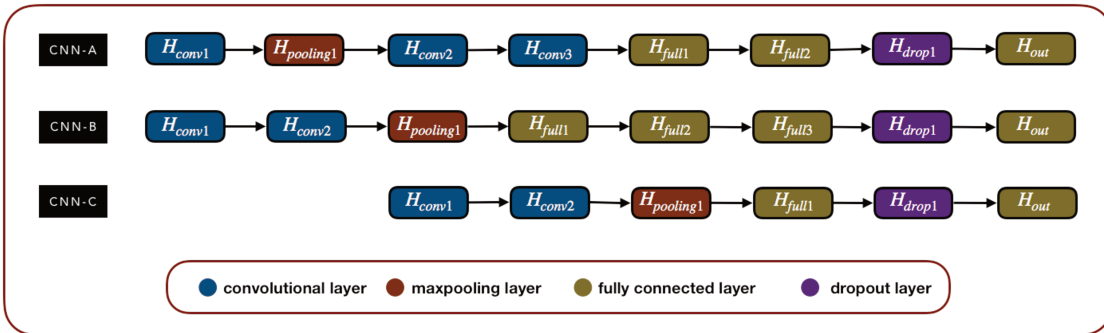 CNN-A H_conv1 H_pooling1 H_conv2 H_conv3 H_full1 H_full2 H_drop1 H_out
CNN-B H_conv1 H_conv2 H_pooling1 H_full1 H_full2 H_full3 H_drop1 H_out
CNN-C H_conv1 H_conv2 H_pooling1 H_full1 H_drop1 H_out
convolutional layer maxpooling layer fully connected layer dropout layer